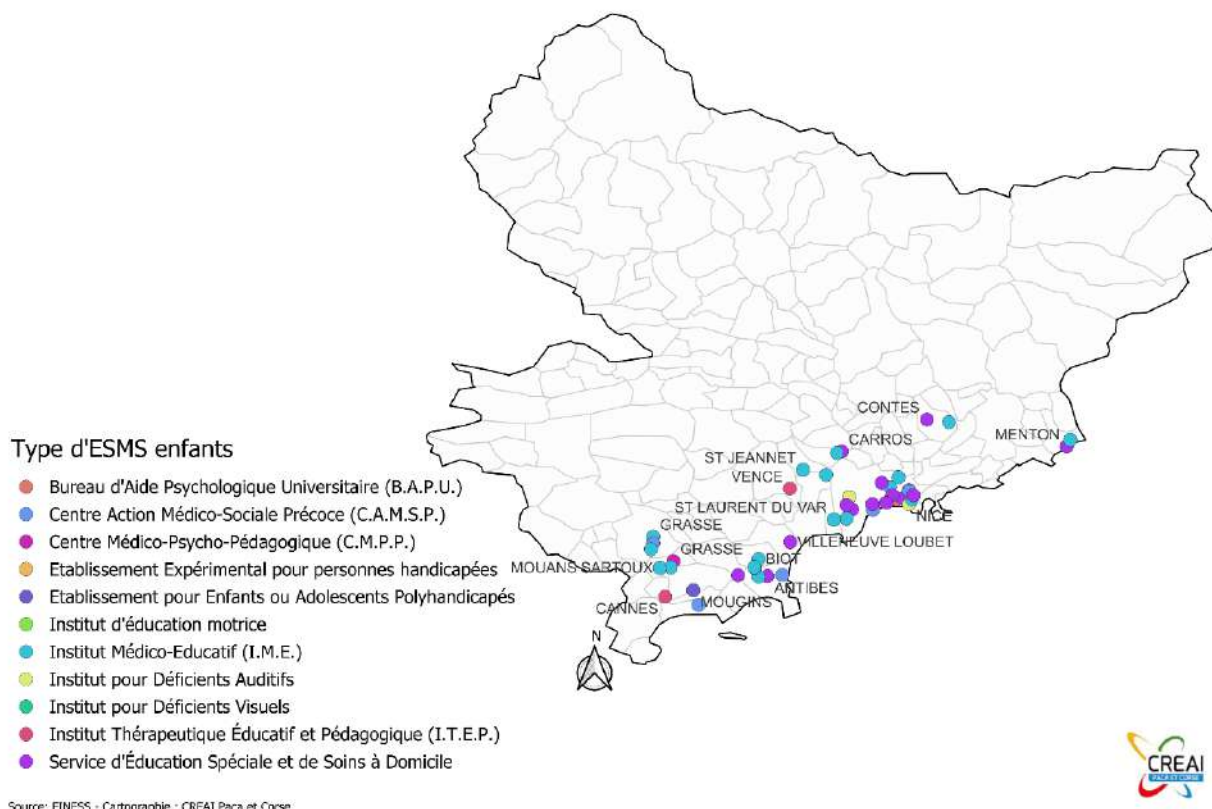 CONTES
MENTON
CARROS
ST JEANNET
VENCE
ST LAURENT DU VAR
NICE
GRASSE
VILLENEUVE LOUBET
GRASSE
BIOT
MOUANS SARTOUX
ANTIBES
CANNES
MOUGINS
N
Type d'ESMS enfants
Bureau d'Aide Psychologique Universitaire (B.A.P.U.)
Centre Action Médico-Sociale Précoce (C.A.M.S.P.)
Centre Médico-Psycho-Pédagogique (C.M.P.P.)
Etablissement Expérimental pour personnes handicapées
Etablissement pour Enfants ou Adolescents Polyhandicapés
Institut d'éducation motrice
Institut Médico-Educatif (I.M.E.)
Institut pour Déficients Auditifs
Institut pour Déficients Visuels
Institut Thérapeutique Éducatif et Pédagogique (I.T.E.P.)
Service d'Éducation Spéciale et de Soins à Domicile
CREAI
PACA ET CORSE
Source: FINESS - Cartographie : CREAI Paca et Corse